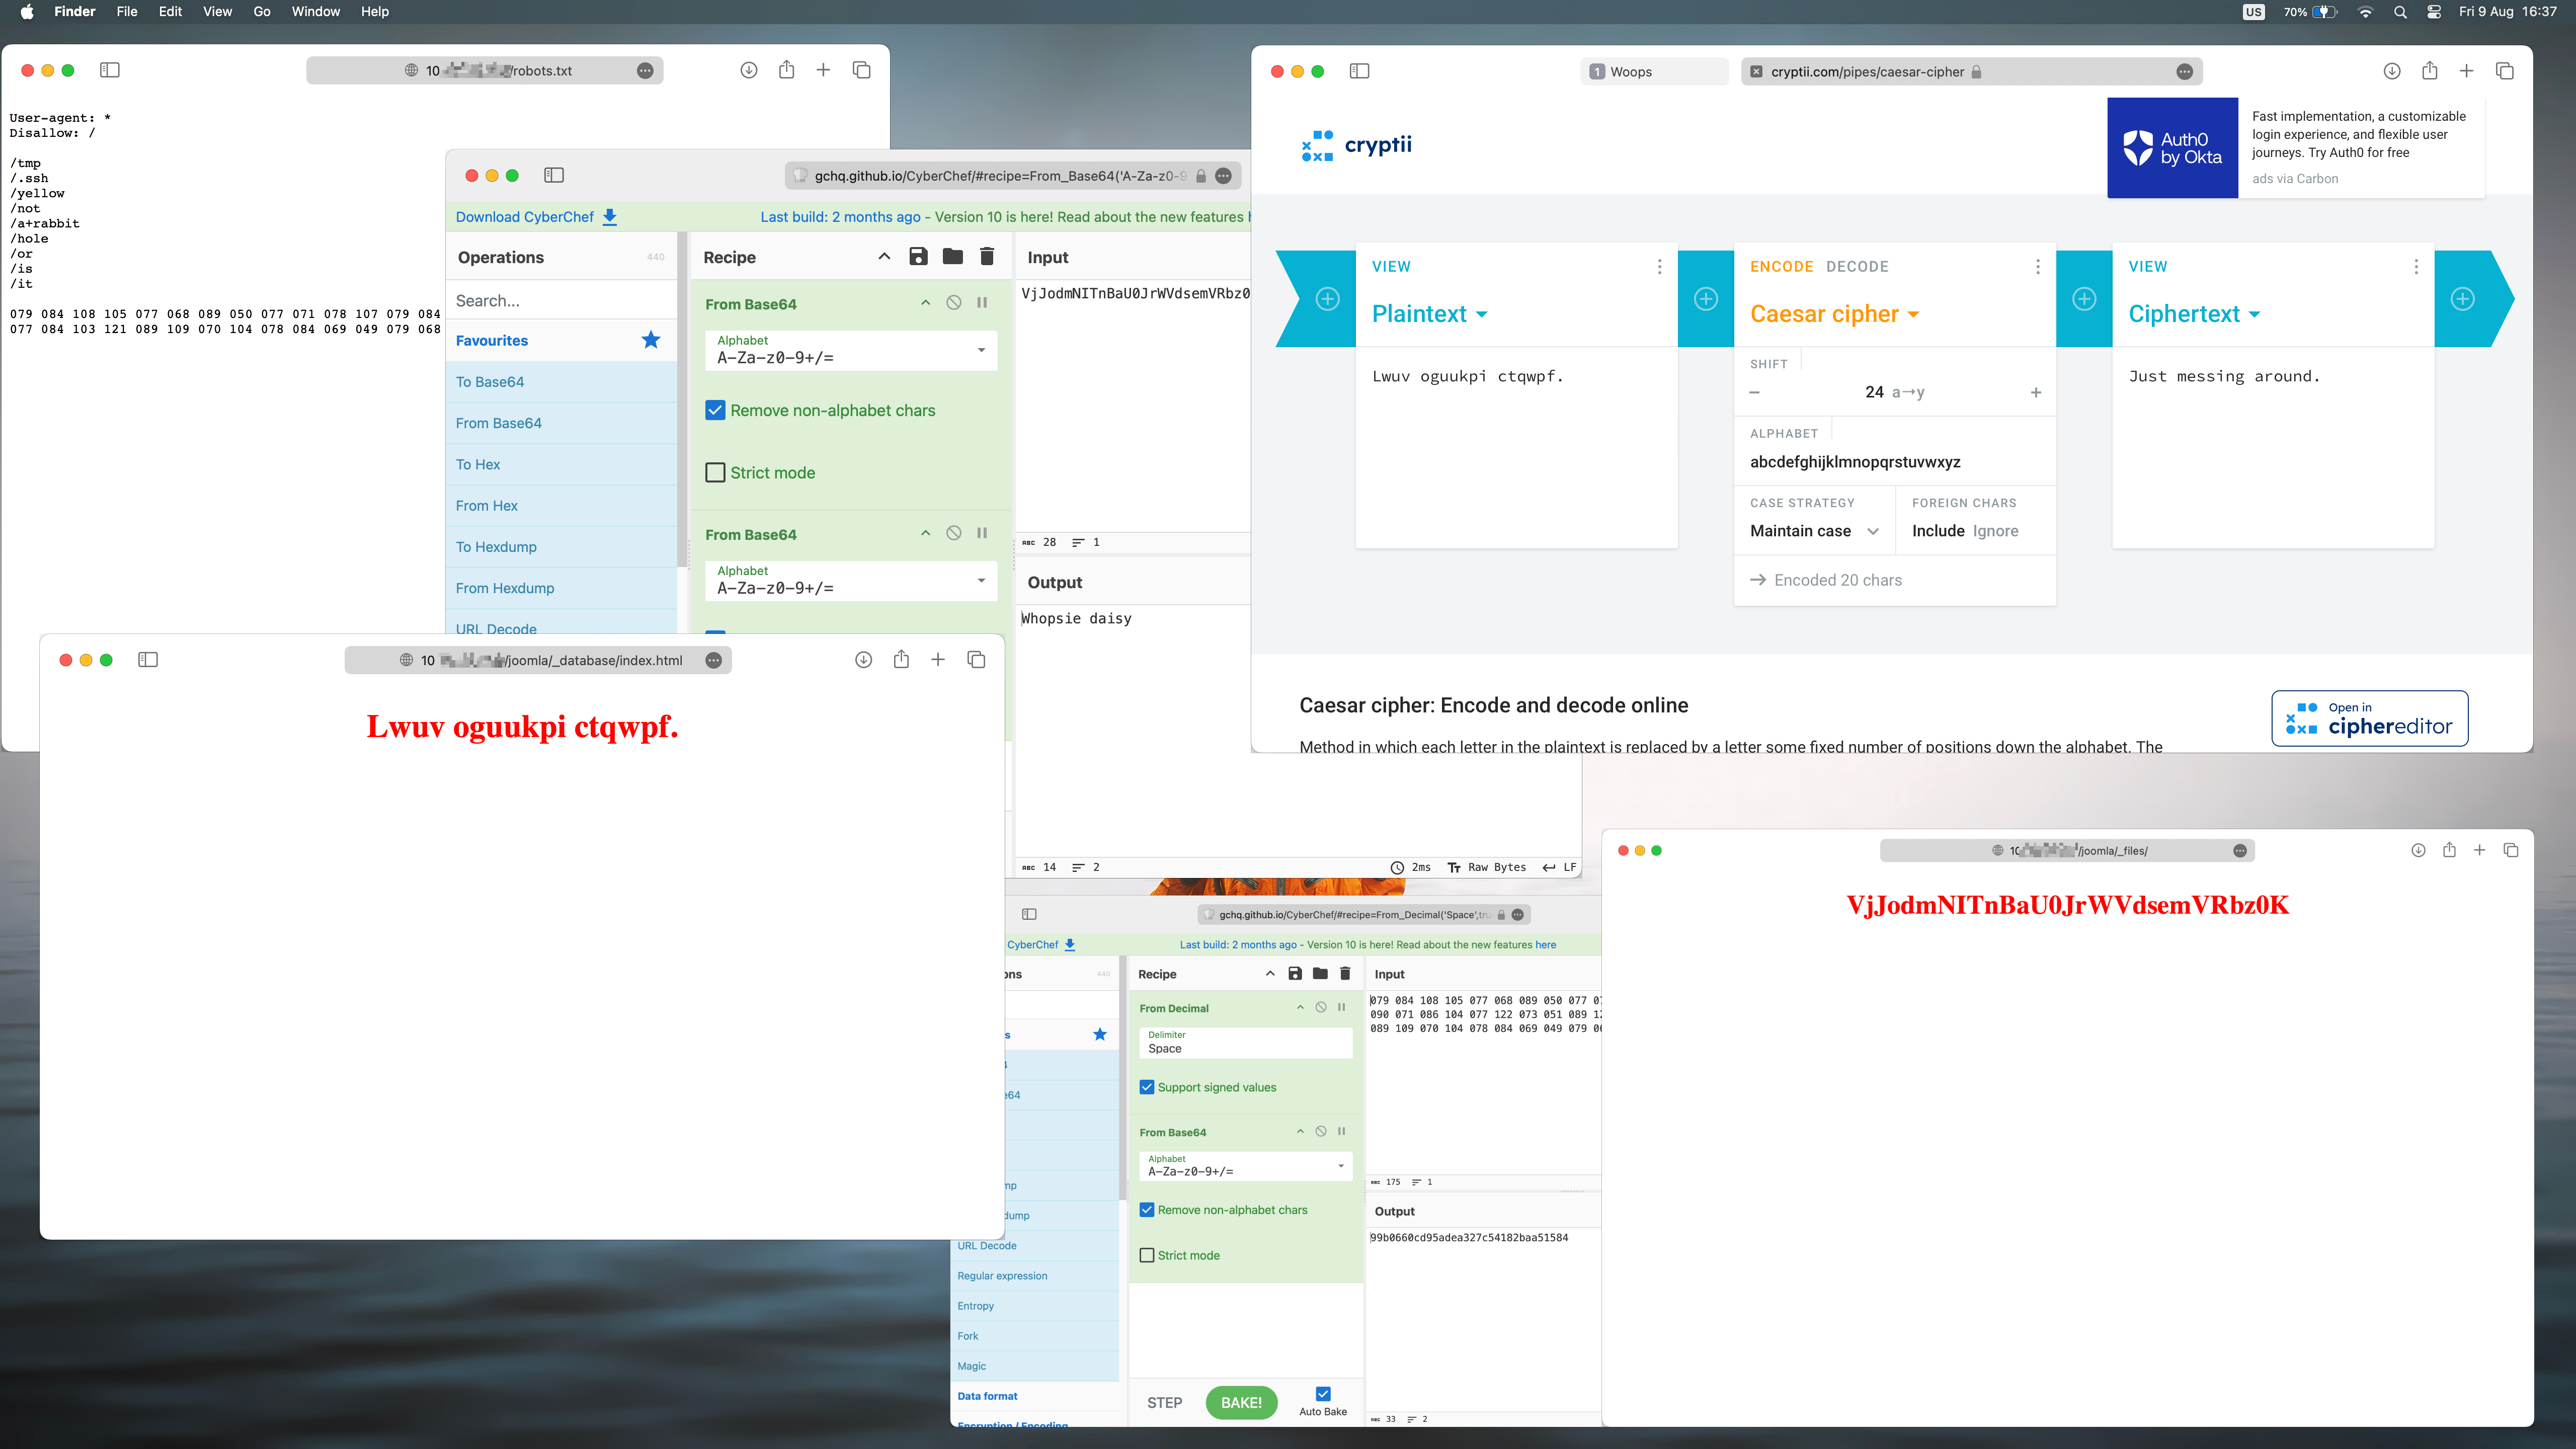 Finder File Edit View Go Window Help
US 70% Fri 9 Aug 16:37
10 /robots.txt
User-agent: *
Disallow: /
/tmp
/.ssh
/yellow
/not
/a+rabbit
/hole
/or
/is
/it
079 084 108 105 077 068 089 050 077 071 078 107 079 084
077 084 103 121 089 109 070 104 078 084 069 049 079 068
gchq.github.io/CyberChef/#recipe=From_Base64('A-Za-z0-9
Download CyberChef
Last build: 2 months ago - Version 10 is here! Read about the new features
Operations
440
Search...
Favourites
To Base64
From Base64
To Hex
From Hex
To Hexdump
From Hexdump
URL Decode
Recipe
From Base64
Alphabet
A-Za-z0-9+/=
Remove non-alphabet chars
Strict mode
From Base64
Alphabet
A-Za-z0-9+/=
Input
VjJodmNITnBaU0JrWVdsemVRbz0
ABC 28 1
Output
Whopsie daisy
ABC 14 2
2ms Raw Bytes LF
1 Woops
cryptii.com/pipes/caesar-cipher
cryptii
Auth0
by Okta
Fast implementation, a customizable
login experience, and flexible user
journeys. Try Auth0 for free
ads via Carbon
VIEW
Plaintext
Lwuv oguukpi ctqwpf.
ENCODE DECODE
Caesar cipher
SHIFT
− 24 a→y +
ALPHABET
abcdefghijklmnopqrstuvwxyz
CASE STRATEGY
Maintain case
FOREIGN CHARS
Include Ignore
→ Encoded 20 chars
VIEW
Ciphertext
Just messing around.
Caesar cipher: Encode and decode online
Method in which each letter in the plaintext is replaced by a letter some fixed number of positions down the alphabet. The
Open in
ciphereditor
10 /joomla/_database/index.html
Lwuv oguukpi ctqwpf.
gchq.github.io/CyberChef/#recipe=From_Decimal('Space',tru
CyberChef
Last build: 2 months ago - Version 10 is here! Read about the new features here
ons
440
s
e64
mp
dump
URL Decode
Regular expression
Entropy
Fork
Magic
Data format
Encryption / Encoding
Recipe
From Decimal
Delimiter
Space
Support signed values
From Base64
Alphabet
A-Za-z0-9+/=
Remove non-alphabet chars
Strict mode
STEP
BAKE!
Auto Bake
Input
079 084 108 105 077 068 089 050 077 07
090 071 086 104 077 122 073 051 089 12
089 109 070 104 078 084 069 049 079 06
ABC 175 1
Output
99b0660cd95adea327c54182baa51584
ABC 33 2
10 /joomla/_files/
VjJodmNITnBaU0JrWVdsemVRbz0K